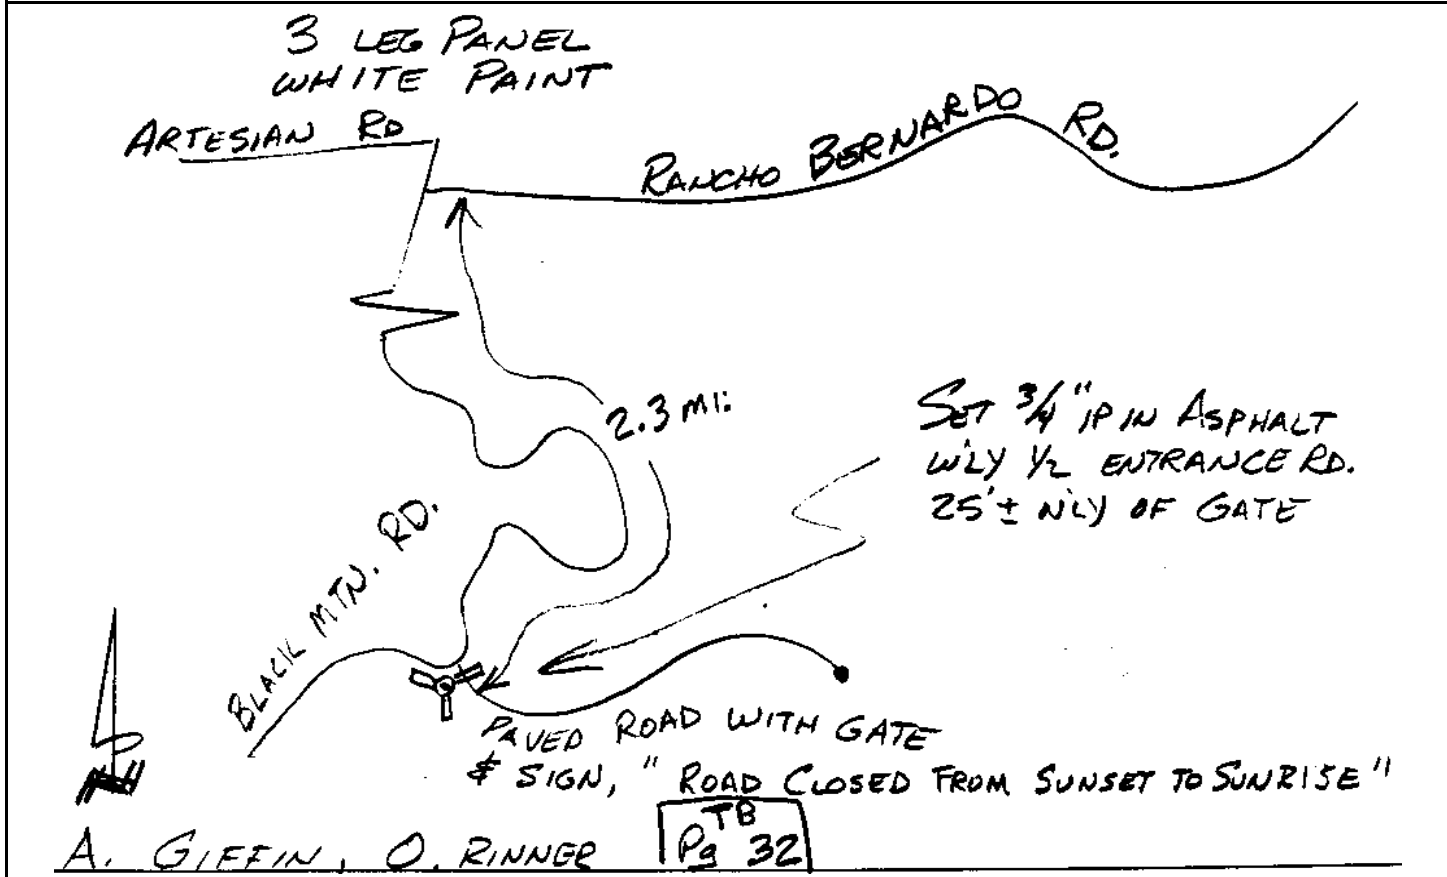 3 LEG PANEL
WHITE PAINT
ARTESIAN RD
RANCHO BERNARDO RD.
2.3 MI.
SET 3/4" IP IN ASPHALT
W'LY 1/2 ENTRANCE RD.
25'± N'LY OF GATE
BLACK MTN. RD.
PAVED ROAD WITH GATE
& SIGN, " ROAD CLOSED FROM SUNSET TO SUNRISE"
N
TB
A. GIFFIN, O. RINNER Pg 32